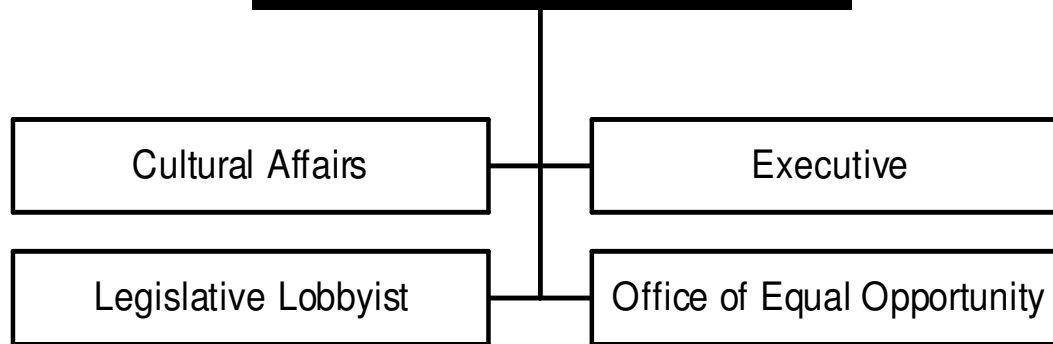 Cultural Affairs
Executive
Legislative Lobbyist
Office of Equal Opportunity